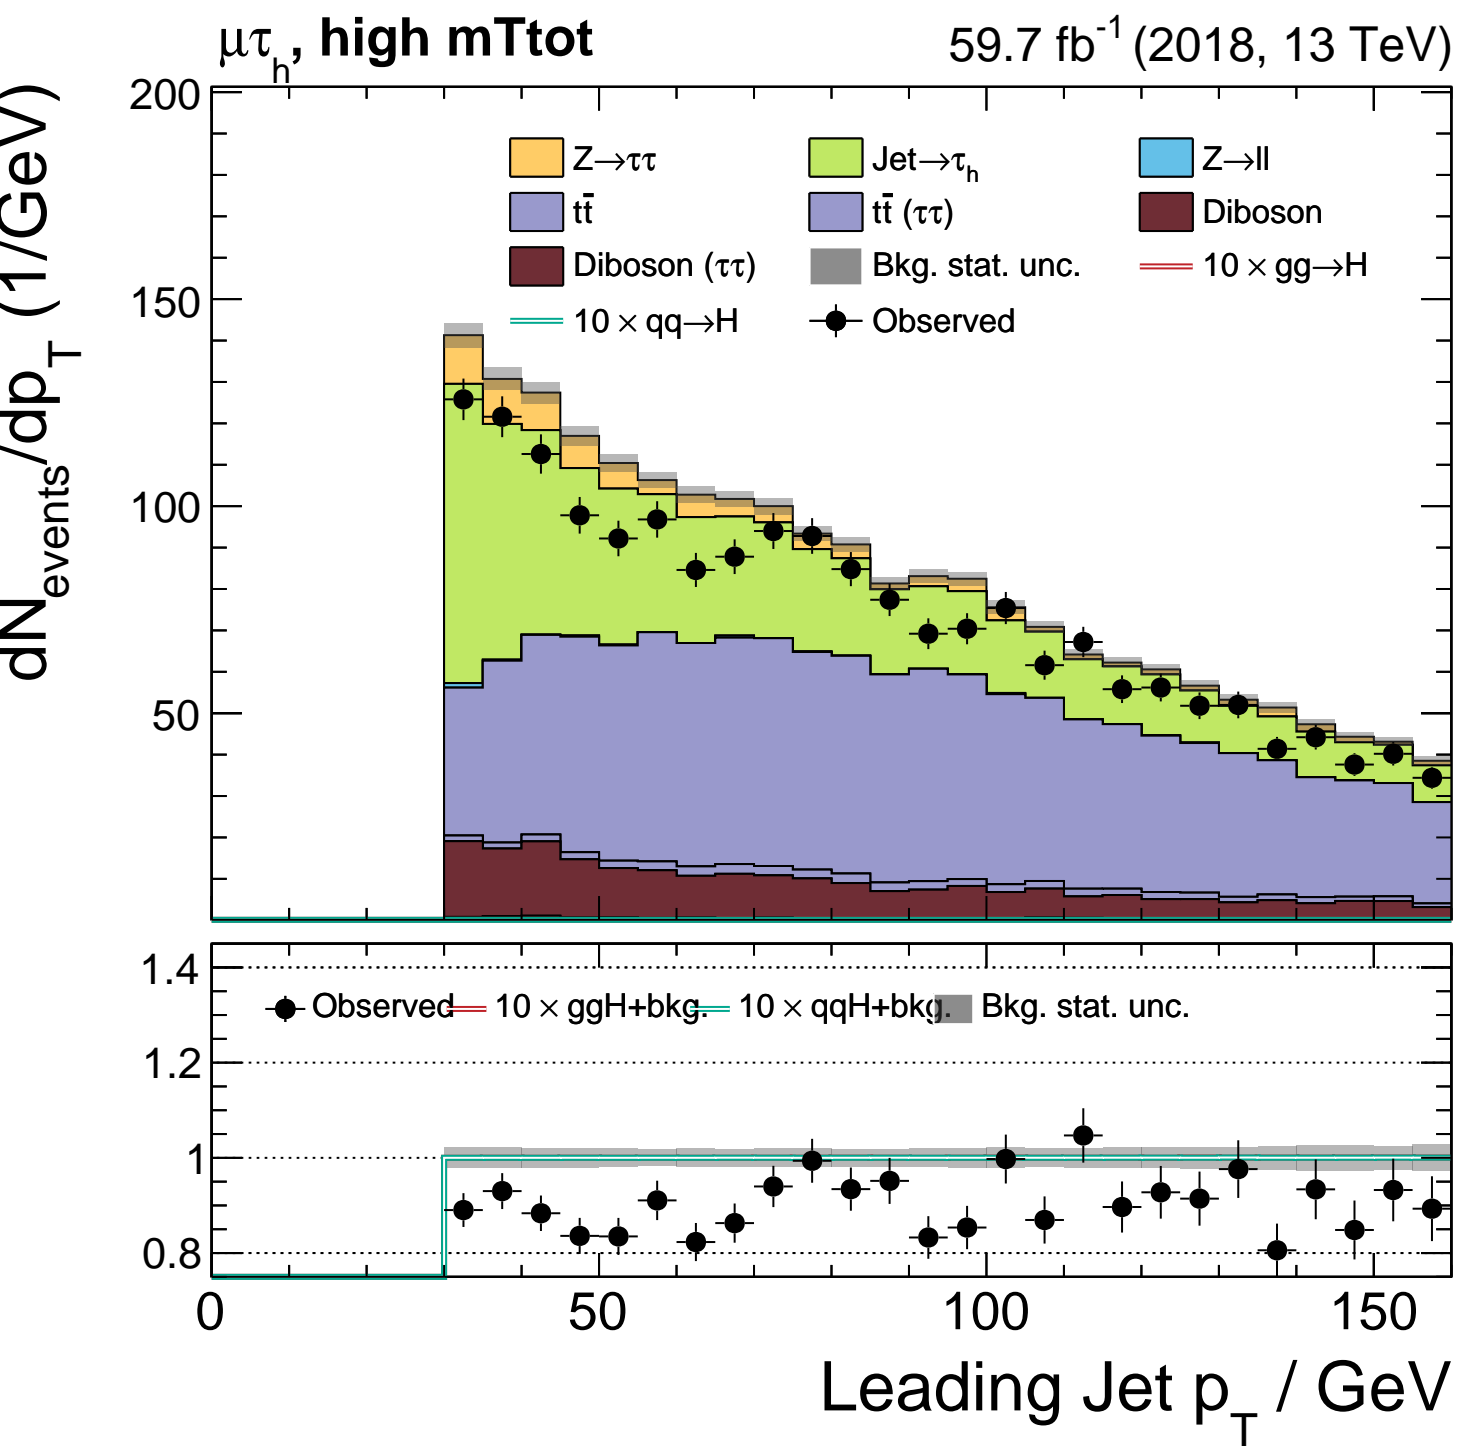 μτh, high mTtot 59.7 fb-1 (2018, 13 TeV)
dNevents/dpT (1/GeV)
200
150
100
50
Z→ττ Jet→τh Z→ll
tt̄ tt̄ (ττ) Diboson
Diboson (ττ) Bkg. stat. unc. 10 × gg→H
10 × qq→H Observed
1.4
1.2
1
0.8
Observed 10 × ggH+bkg. 10 × qqH+bkg. Bkg. stat. unc.
0 50 100 150
Leading Jet pT / GeV